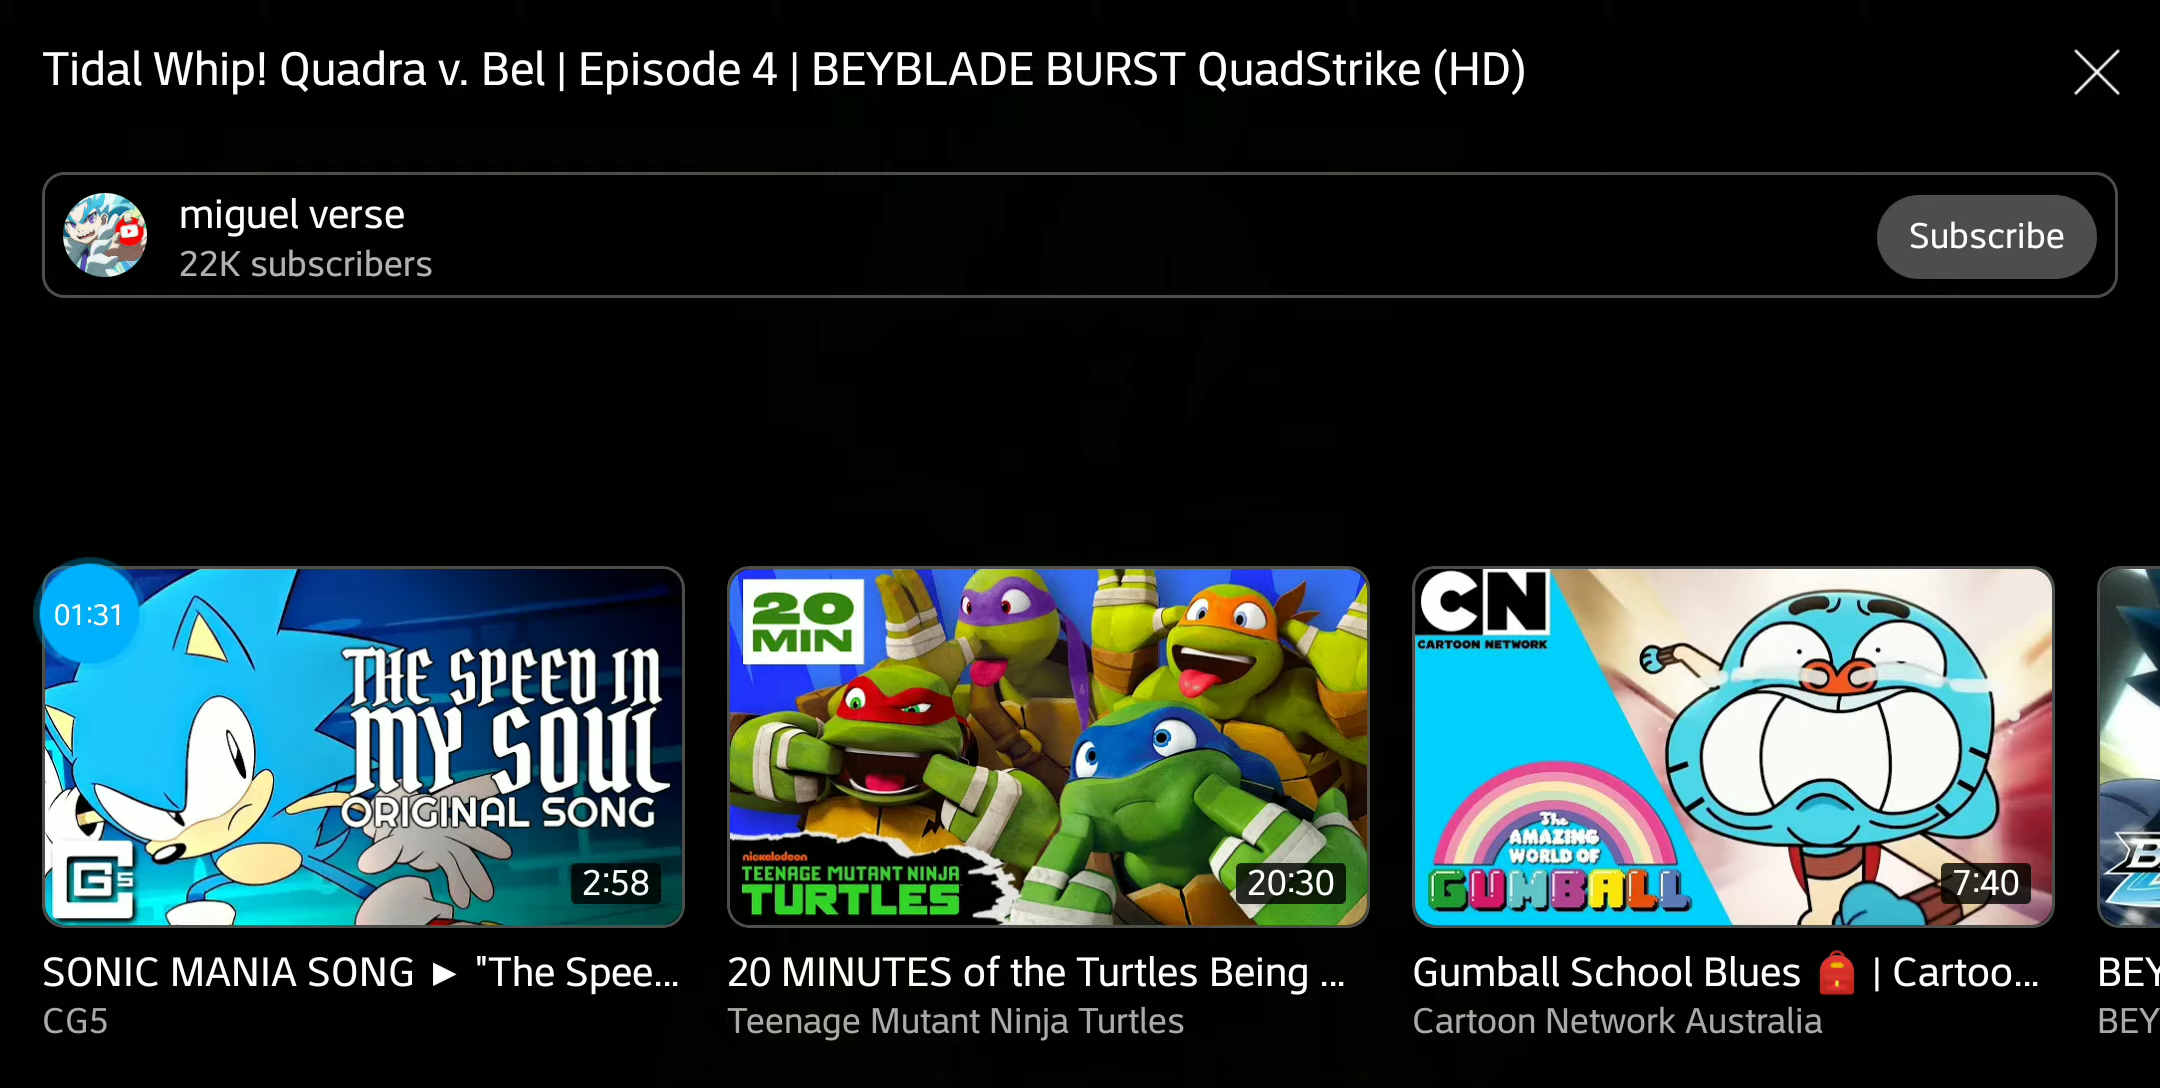 Tidal Whip! Quadra v. Bel | Episode 4 | BEYBLADE BURST QuadStrike (HD)
miguel verse
22K subscribers
Subscribe
01:31
THE SPEED IN
MY SOUL
ORIGINAL SONG
G5
2:58
20
MIN
nickelodeon
TEENAGE MUTANT NINJA
TURTLES
20:30
CN
CARTOON NETWORK
The
AMAZING
WORLD OF
GUMBALL
7:40
B
SONIC MANIA SONG ► "The Spee...
CG5
20 MINUTES of the Turtles Being ...
Teenage Mutant Ninja Turtles
Gumball School Blues 🎒 | Cartoo...
Cartoon Network Australia
BEY
BEY